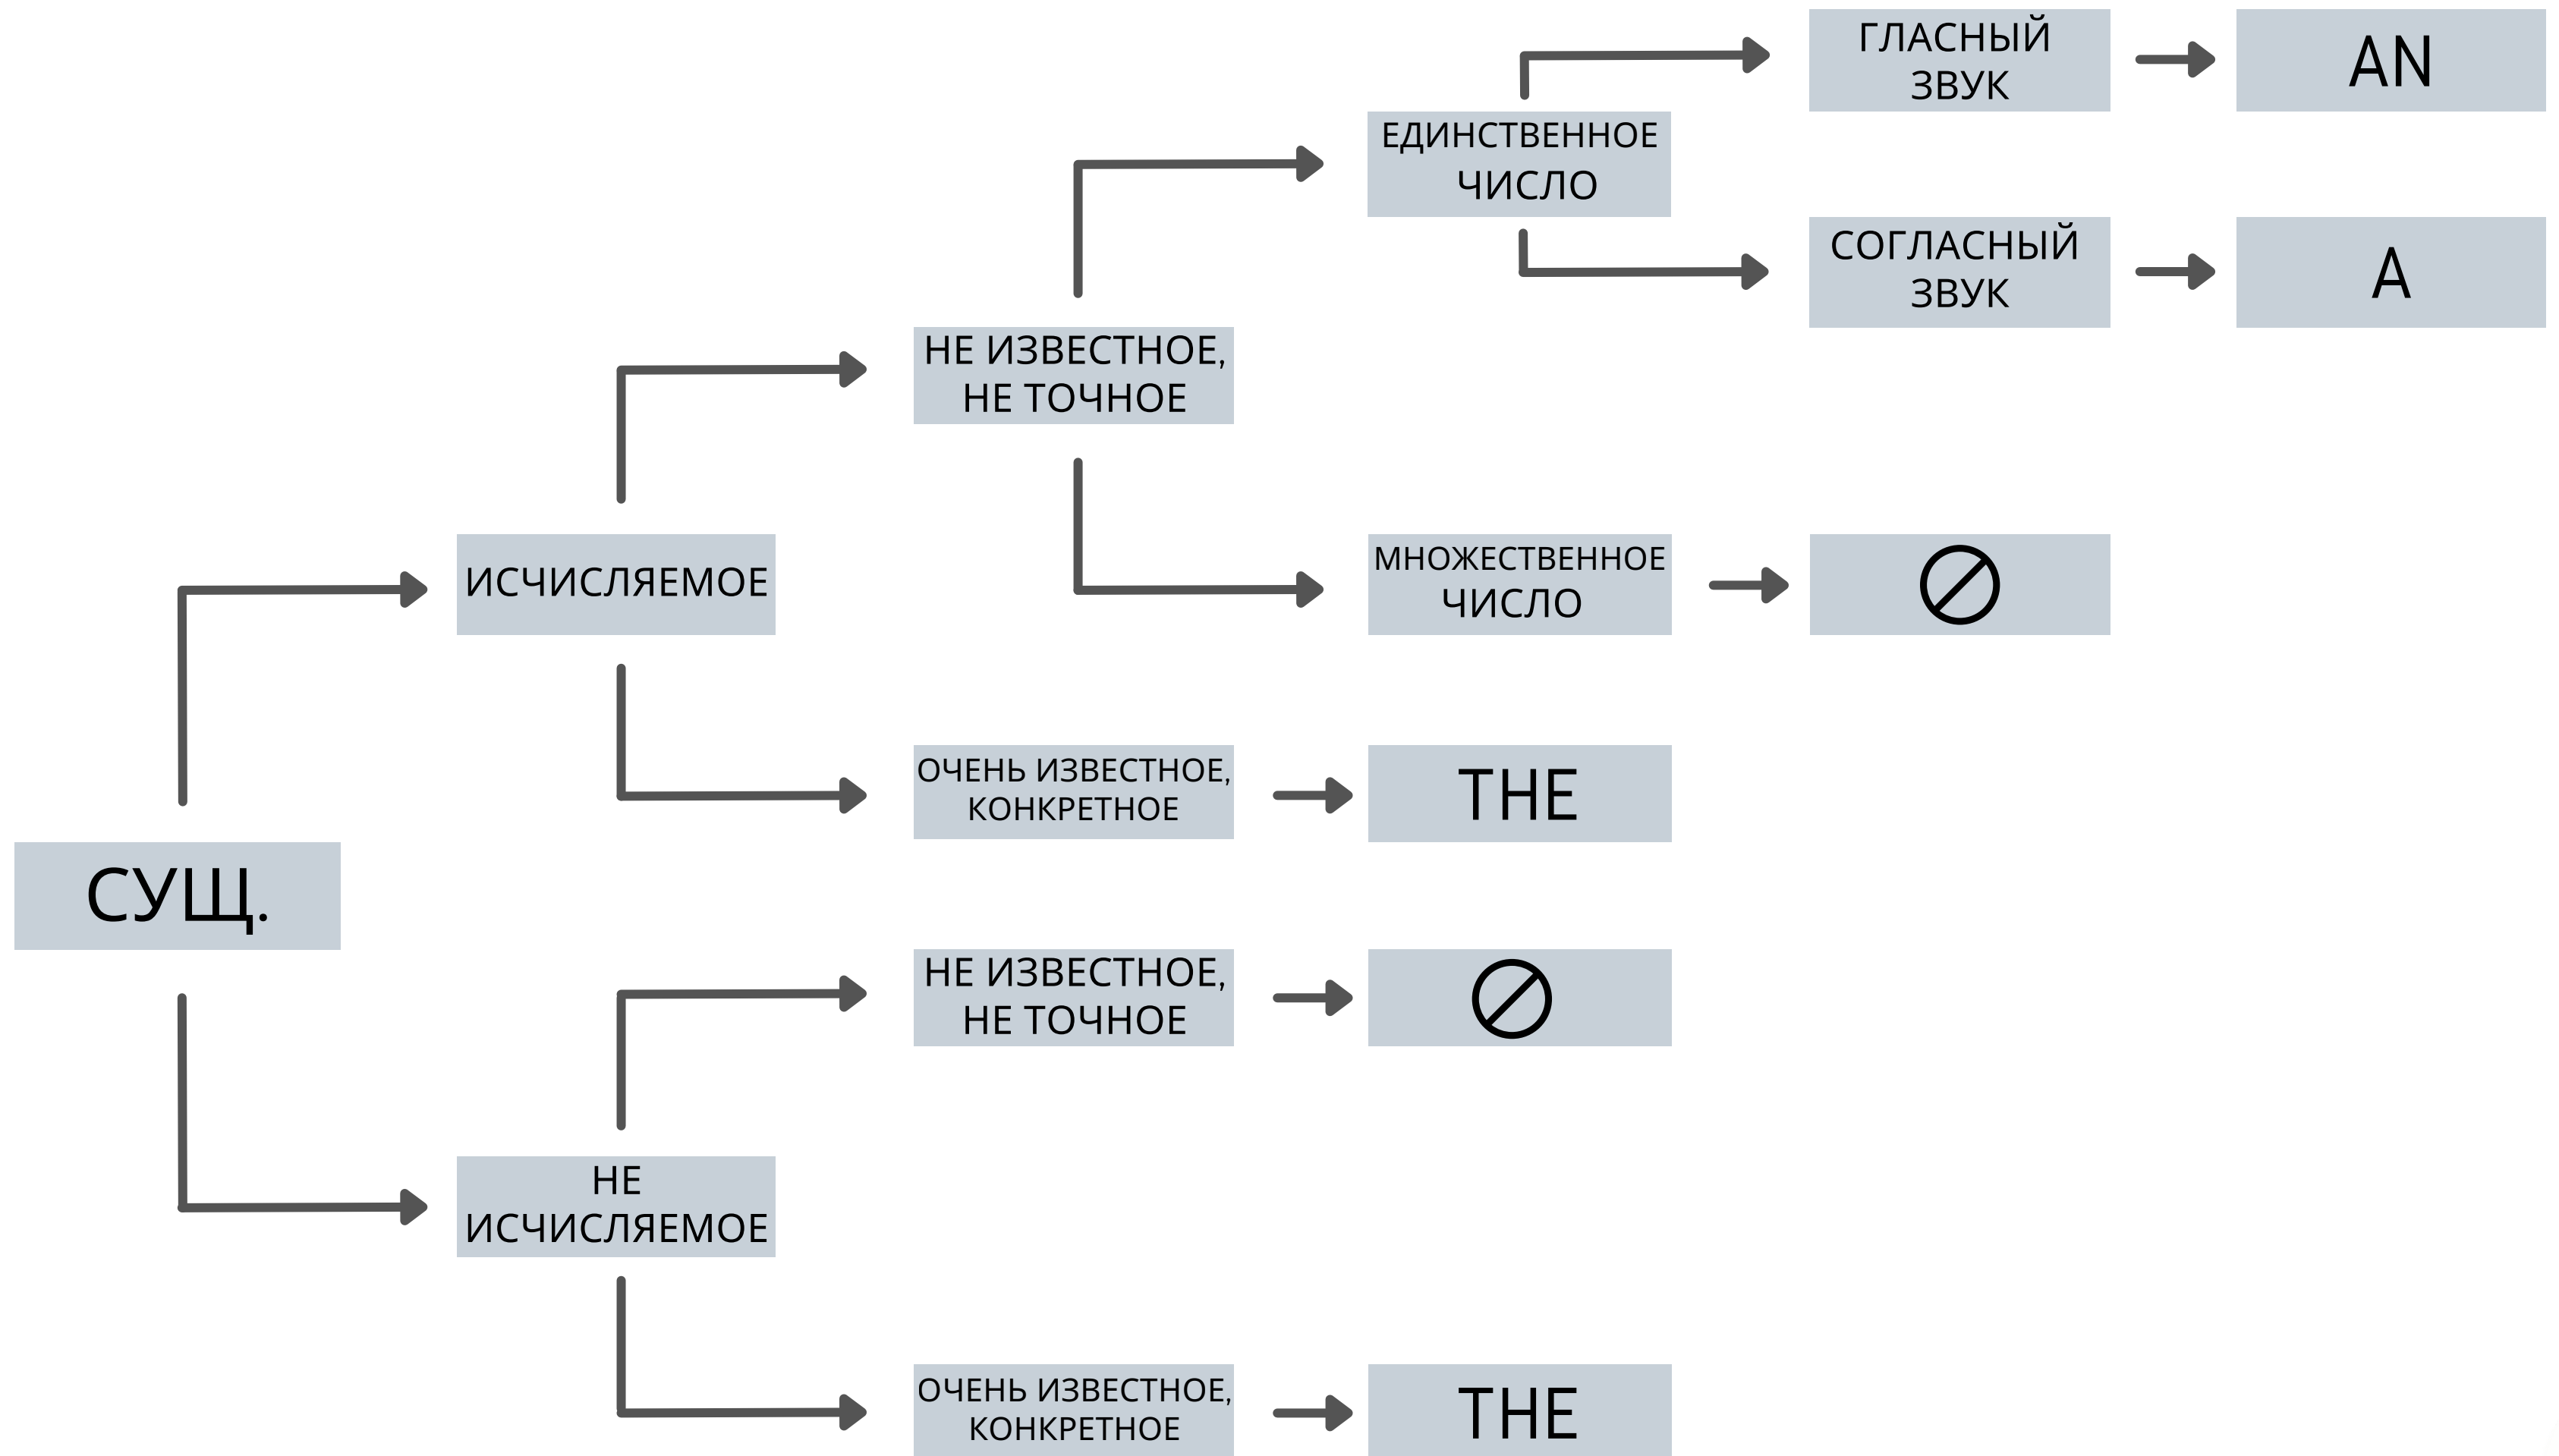 ГЛАСНЫЙ
ЗВУК
AN
ЕДИНСТВЕННОЕ
ЧИСЛО
СОГЛАСНЫЙ
ЗВУК
A
НЕ ИЗВЕСТНОЕ,
НЕ ТОЧНОЕ
ИСЧИСЛЯЕМОЕ
МНОЖЕСТВЕННОЕ
ЧИСЛО
ОЧЕНЬ ИЗВЕСТНОЕ,
КОНКРЕТНОЕ
THE
СУЩ.
НЕ ИЗВЕСТНОЕ,
НЕ ТОЧНОЕ
НЕ
ИСЧИСЛЯЕМОЕ
ОЧЕНЬ ИЗВЕСТНОЕ,
КОНКРЕТНОЕ
THE